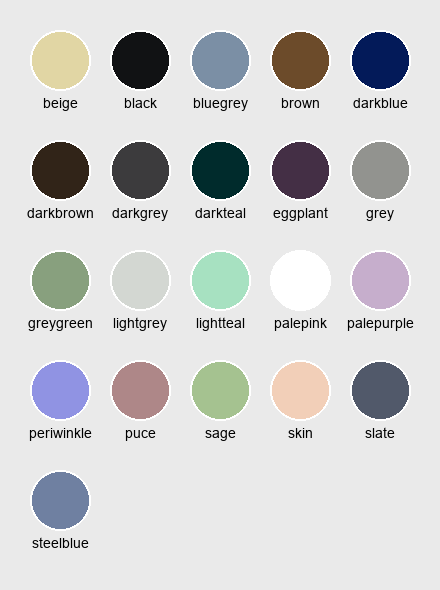 beige black bluegrey brown darkblue
darkbrown darkgrey darkteal eggplant grey
greygreen lightgrey lightteal palepink palepurple
periwinkle puce sage skin slate
steelblue